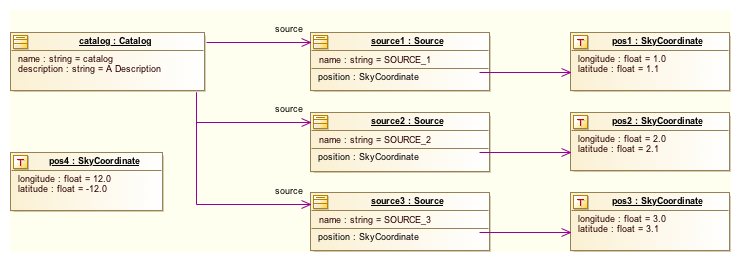 source
catalog : Catalog
name : string = catalog
description : string = A Description
source1 : Source
name : string = SOURCE_1
position : SkyCoordinate
pos1 : SkyCoordinate
longitude : float = 1.0
latitude : float = 1.1
source
source2 : Source
name : string = SOURCE_2
position : SkyCoordinate
pos2 : SkyCoordinate
longitude : float = 2.0
latitude : float = 2.1
pos4 : SkyCoordinate
longitude : float = 12.0
latitude : float = -12.0
source
source3 : Source
name : string = SOURCE_3
position : SkyCoordinate
pos3 : SkyCoordinate
longitude : float = 3.0
latitude : float = 3.1